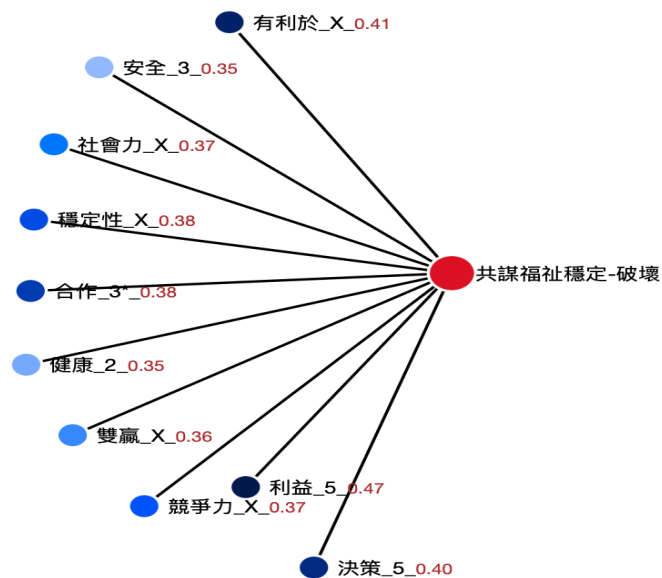 有利於_X_0.41
安全_3_0.35
社會力_X_0.37
穩定性_X_0.38
共謀福祉穩定-破壞
合作_3*_0.38
健康_2_0.35
雙贏_X_0.36
利益_5_0.47
競爭力_X_0.37
決策_5_0.40